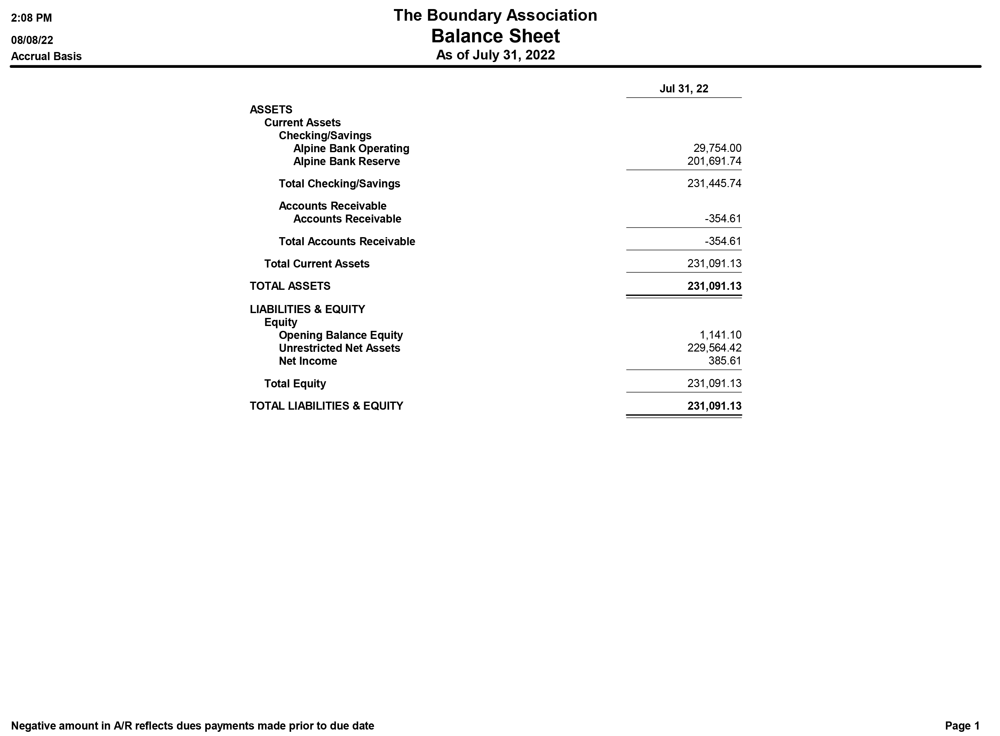 2:08 PM
08/08/22
Accrual Basis
The Boundary Association
Balance Sheet
As of July 31, 2022
Jul 31, 22
ASSETS
Current Assets
Checking/Savings
Alpine Bank Operating 29,754.00
Alpine Bank Reserve 201,691.74
Total Checking/Savings 231,445.74
Accounts Receivable
Accounts Receivable -354.61
Total Accounts Receivable -354.61
Total Current Assets 231,091.13
TOTAL ASSETS 231,091.13
LIABILITIES & EQUITY
Equity
Opening Balance Equity 1,141.10
Unrestricted Net Assets 229,564.42
Net Income 385.61
Total Equity 231,091.13
TOTAL LIABILITIES & EQUITY 231,091.13
Negative amount in A/R reflects dues payments made prior to due date Page 1